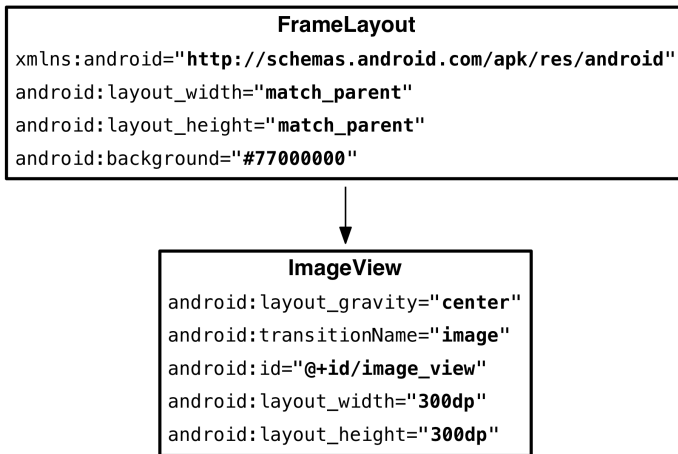 FrameLayout
xmlns:android="http://schemas.android.com/apk/res/android"
android:layout_width="match_parent"
android:layout_height="match_parent"
android:background="#77000000"
ImageView
android:layout_gravity="center"
android:transitionName="image"
android:id="@+id/image_view"
android:layout_width="300dp"
android:layout_height="300dp"